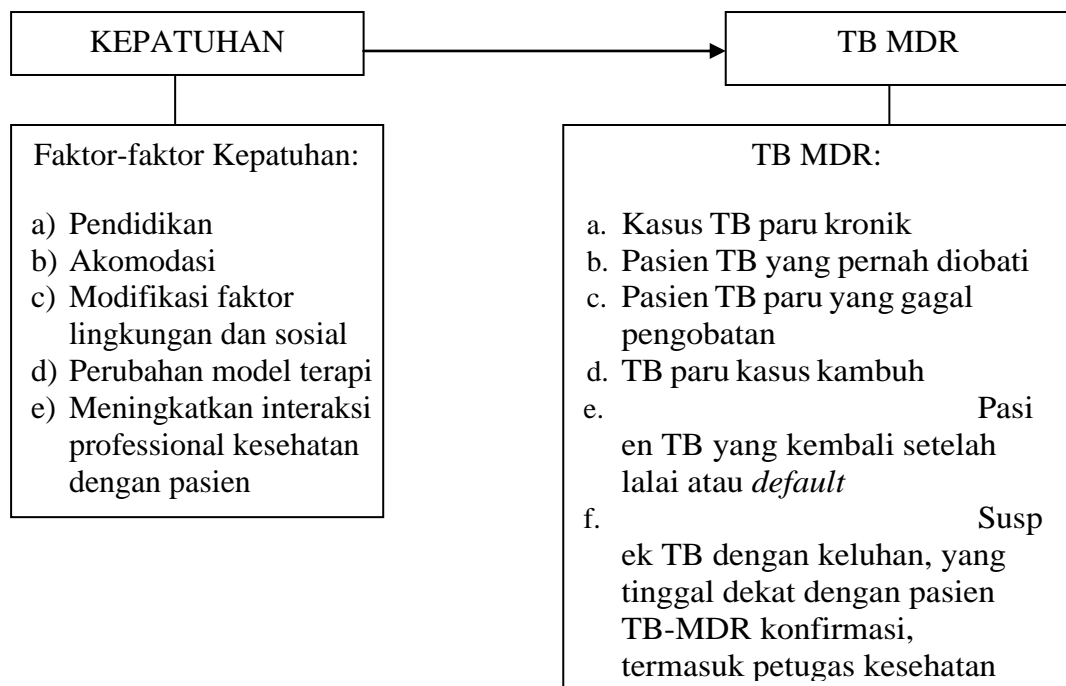 KEPATUHAN
TB MDR
Faktor-faktor Kepatuhan:
a) Pendidikan
b) Akomodasi
c) Modifikasi faktor
lingkungan dan sosial
d) Perubahan model terapi
e) Meningkatkan interaksi
professional kesehatan
dengan pasien
TB MDR:
a. Kasus TB paru kronik
b. Pasien TB yang pernah diobati
c. Pasien TB paru yang gagal
pengobatan
d. TB paru kasus kambuh
e. Pasi
en TB yang kembali setelah
lalai atau default
f. Susp
ek TB dengan keluhan, yang
tinggal dekat dengan pasien
TB-MDR konfirmasi,
termasuk petugas kesehatan